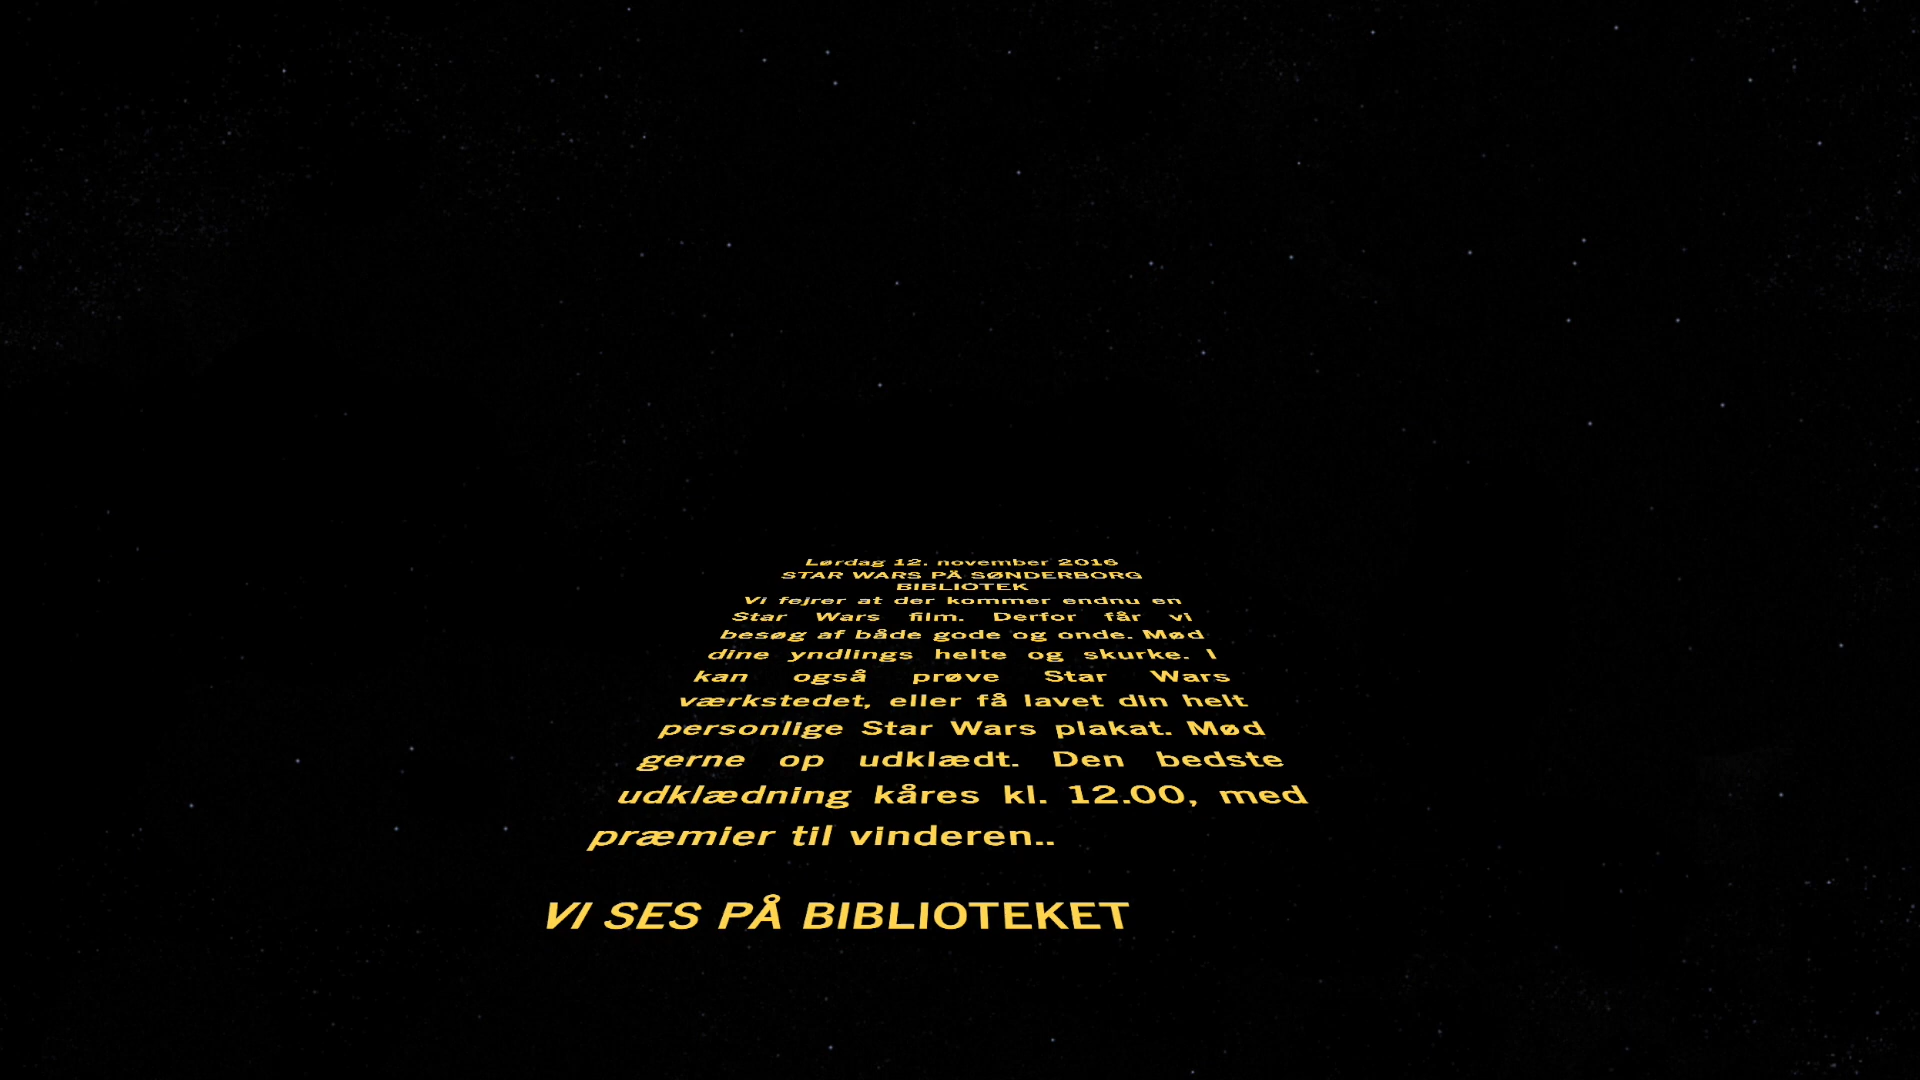 Lørdag 12. november 2016
STAR WARS PÅ SØNDERBORG
BIBLIOTEK
Vi fejrer at der kommer endnu en
Star Wars film. Derfor får vi
besøg af både gode og onde. Mød
dine yndlings helte og skurke. I
kan også prøve Star Wars
værkstedet, eller få lavet din helt
personlige Star Wars plakat. Mød
gerne op udklædt. Den bedste
udklædning kåres kl. 12.00, med
præmier til vinderen..
VI SES PÅ BIBLIOTEKET